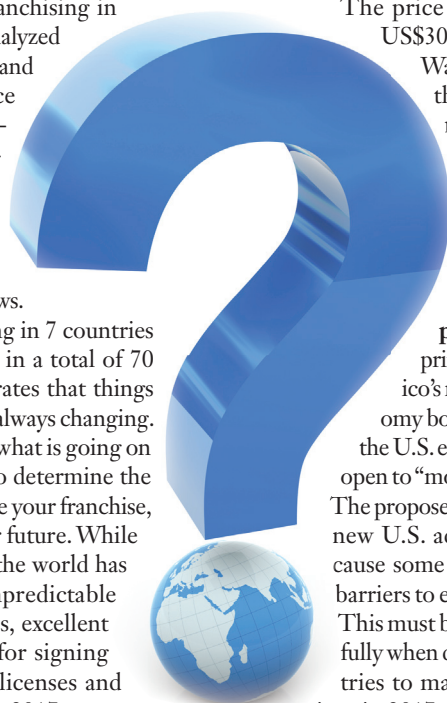 anchising in
alyzed
and
ce
-
ws.
g in 7 countries
in a total of 70
rates that things
always changing.
what is going on
o determine the
e your franchise,
r future. While
the world has
npredictable
s, excellent
for signing
licenses and
The price
US$30
Wa
th
p
pri
ico's
omy bo
the U.S. e
open to “mo
The propose
new U.S. ad
cause some
barriers to e
This must b
fully when
tries to ma